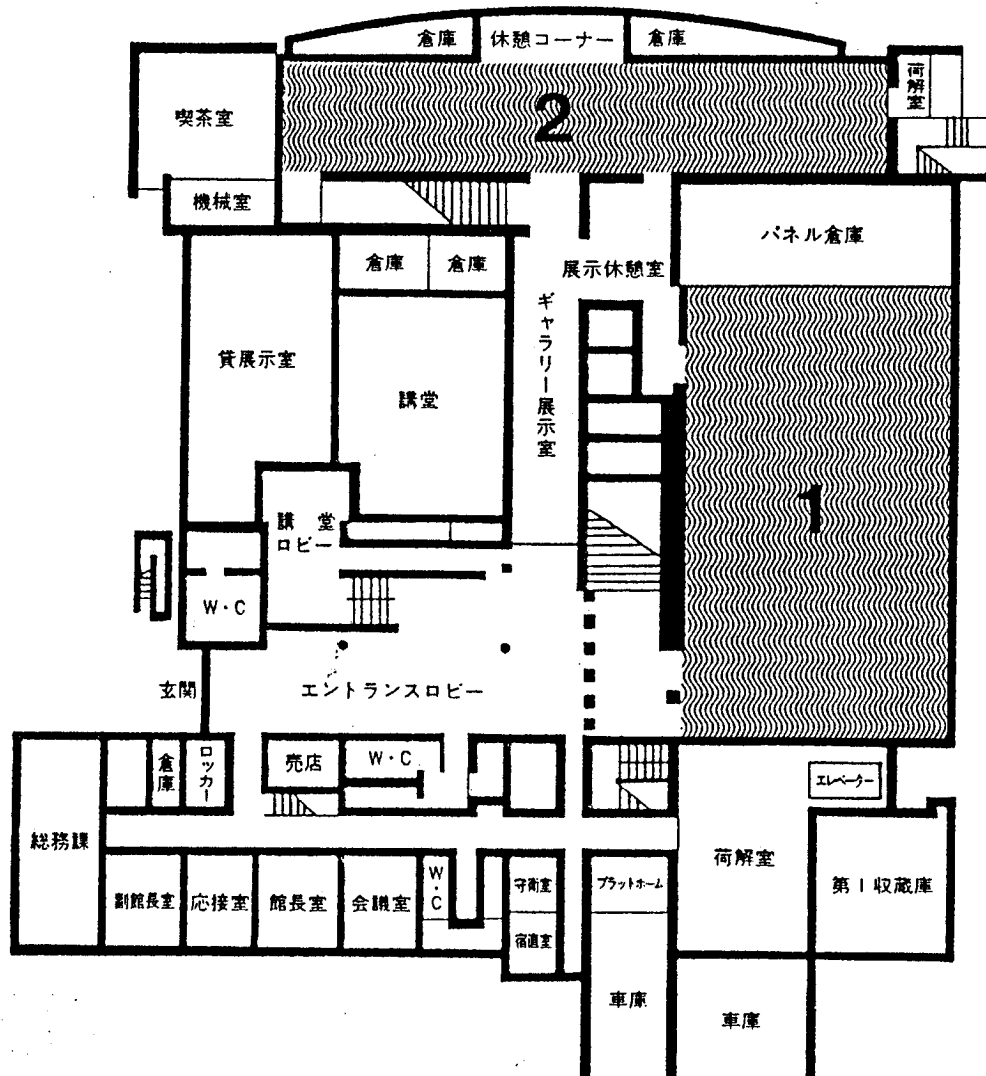 倉庫
休憩コーナー
倉庫
荷解室
喫茶室
2
機械室
パネル倉庫
倉庫
倉庫
展示休憩室
ギャラリー展示室
貸展示室
講堂
1
講堂
ロビー
W・C
玄関
エントランスロビー
倉庫
ロッカー
売店
W・C
エレベーター
総務課
荷解室
第1収蔵庫
副館長室
応接室
館長室
会議室
W・C
守衛室
プラットホーム
宿直室
車庫
車庫